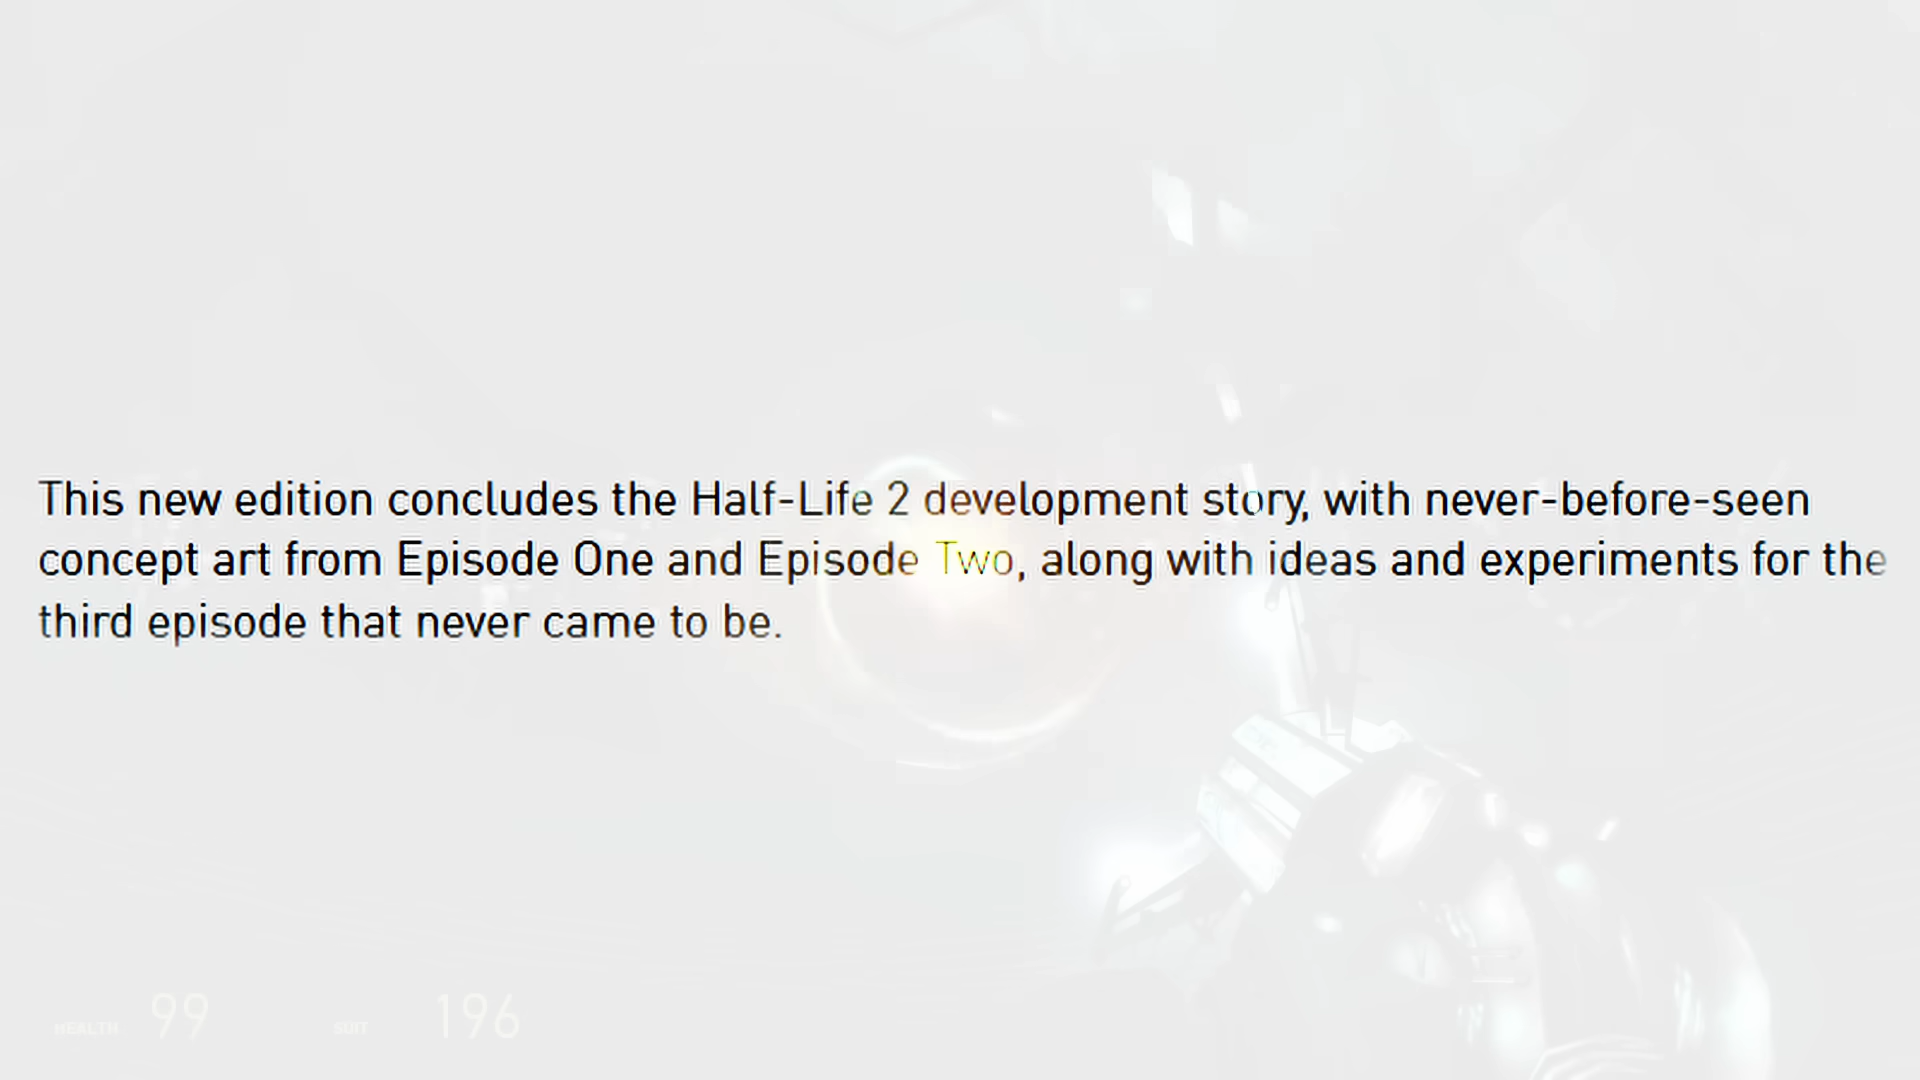 This new edition concludes the Half-Life 2 development story, with never-before-seen
concept art from Episode One and Episode Two, along with ideas and experiments for the
third episode that never came to be.
HEALTH 99 SUIT 196